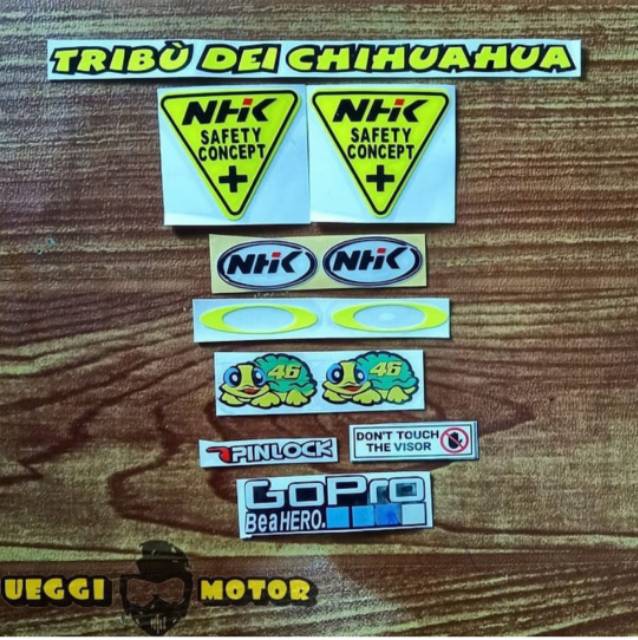 TRIBÙ DEI CHIHUAHUA
NHK
SAFETY
CONCEPT
NHK
SAFETY
CONCEPT
NHK NHK
46 46
PINLOCK
DON'T TOUCH
THE VISOR
GoPro
Be a HERO.
UEGGI MOTOR